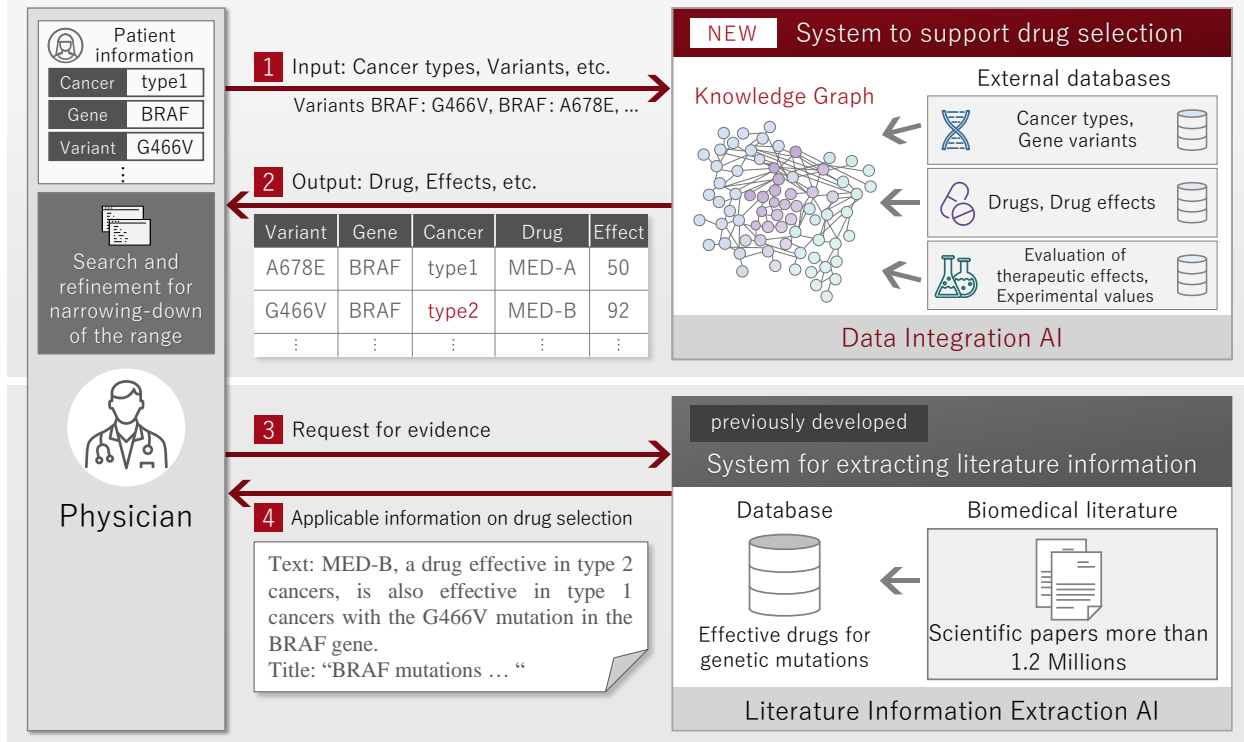 Patient
information
Cancer type1
Gene BRAF
Variant G466V
⋮
Search and
refinement for
narrowing-down
of the range
Physician
1 Input: Cancer types, Variants, etc.
Variants BRAF: G466V, BRAF: A678E, ...
2 Output: Drug, Effects, etc.
Variant Gene Cancer Drug Effect
A678E BRAF type1 MED-A 50
G466V BRAF type2 MED-B 92
⋮ ⋮ ⋮ ⋮ ⋮
NEW System to support drug selection
Knowledge Graph
External databases
Cancer types,
Gene variants
Drugs, Drug effects
Evaluation of
therapeutic effects,
Experimental values
Data Integration AI
3 Request for evidence
4 Applicable information on drug selection
Text: MED-B, a drug effective in type 2
cancers, is also effective in type 1
cancers with the G466V mutation in the
BRAF gene.
Title: “BRAF mutations … “
previously developed
System for extracting literature information
Database
Effective drugs for
genetic mutations
Biomedical literature
Scientific papers more than
1.2 Millions
Literature Information Extraction AI